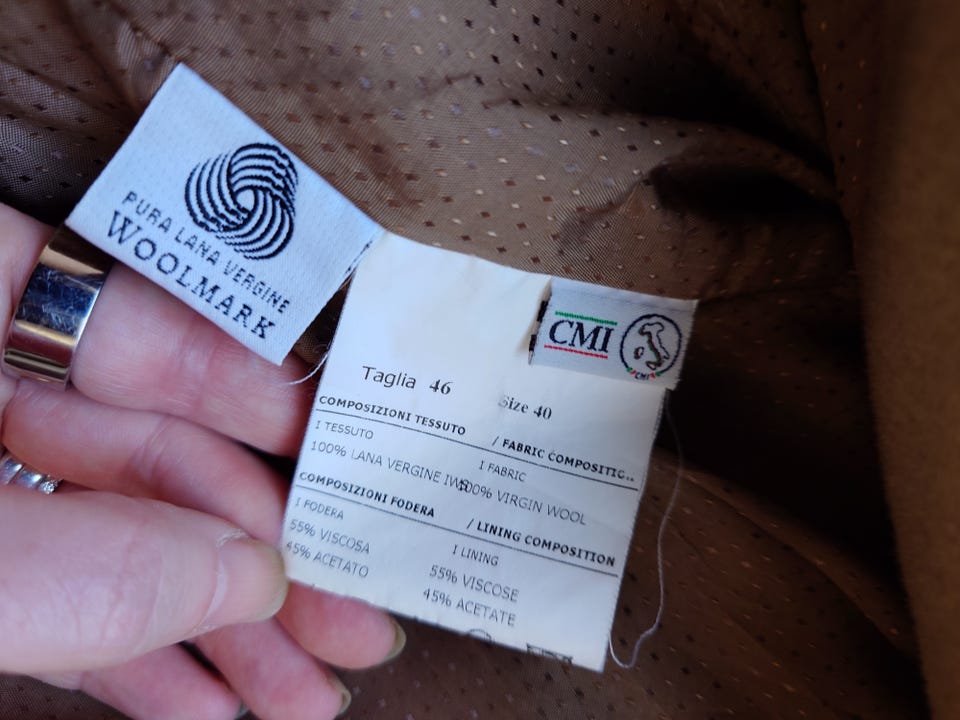 PURA LANA VERGINE
WOOLMARK
CMI
CMI
Taglia 46 Size 40
COMPOSIZIONI TESSUTO / FABRIC COMPOSITIO
I TESSUTO I FABRIC
100% LANA VERGINE IWS 100% VIRGIN WOOL
COMPOSIZIONI FODERA / LINING COMPOSITION
I FODERA I LINING
55% VISCOSA 55% VISCOSE
45% ACETATO 45% ACETATE